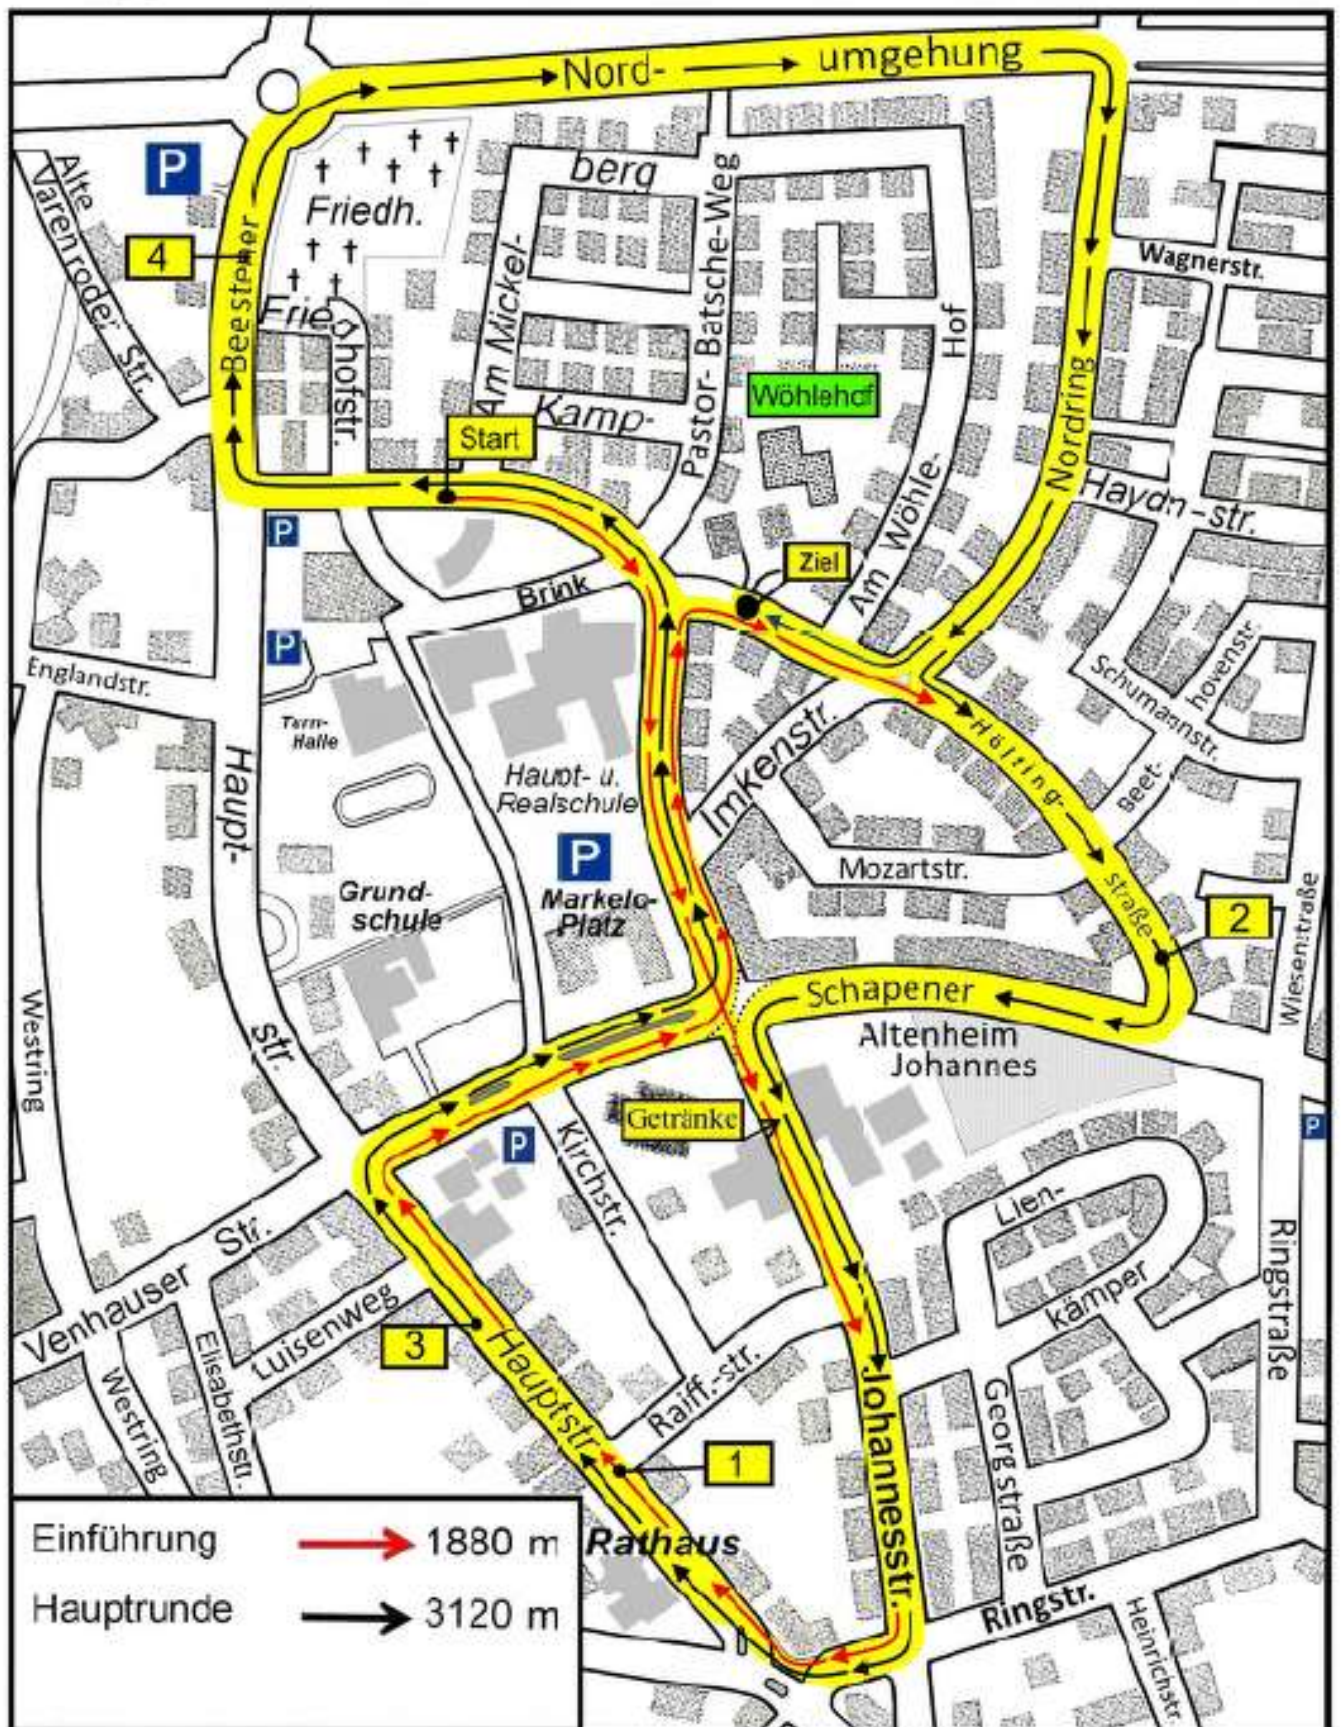 Nord-
umgehung
P
Alte
Varenroder Str.
berg
Friedh.
4
Beestener
Pastor-Batsche-Weg
Wagnerstr.
Fried
hofstr.
Am Mickel-
Hof
Wöhlehof
Nordring
Kamp-
Start
Haydn-str.
Am Wöhle-
P
Ziel
Brink
P
Englandstr.
hovenstr.
Schumannstr.
Turn-
Halle
Haupt-
Imkenstr.
Haupt- u.
Realschule
Beet-
P
Mozartstr.
Grund-
schule
Markelo-
Platz
straße
2
Wiesenstraße
Westring
str.
Schapener
Altenheim
Johannes
Getränke
P
P
Kirchstr.
Lien-
Str.
kämper
Ringstraße
Venhauser
Luisenweg
3
Elisabethstr.
Westring
Hauptstr.
Raiff.-str.
Johannesstr.
Georgstraße
1
Einführung 1880 m
Rathaus
Hauptrunde 3120 m
Ringstr.
Heinrichstr.